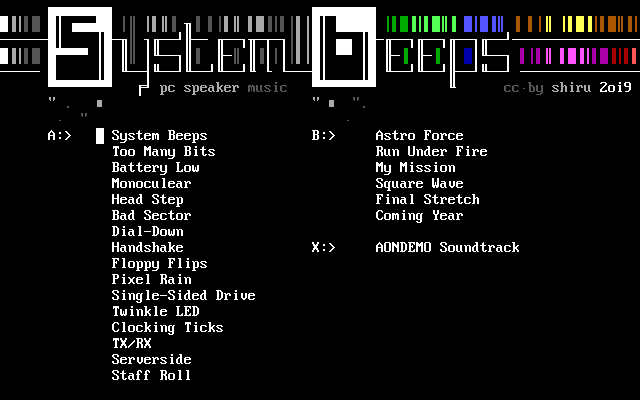 System Beeps
pc speaker music
cc-by shiru 2oi9
A:>
System Beeps
Too Many Bits
Battery Low
Monoculear
Head Step
Bad Sector
Dial-Down
Handshake
Floppy Flips
Pixel Rain
Single-Sided Drive
Twinkle LED
Clocking Ticks
TX/RX
Serverside
Staff Roll
B:>
Astro Force
Run Under Fire
My Mission
Square Wave
Final Stretch
Coming Year
X:>
AONDEMO Soundtrack